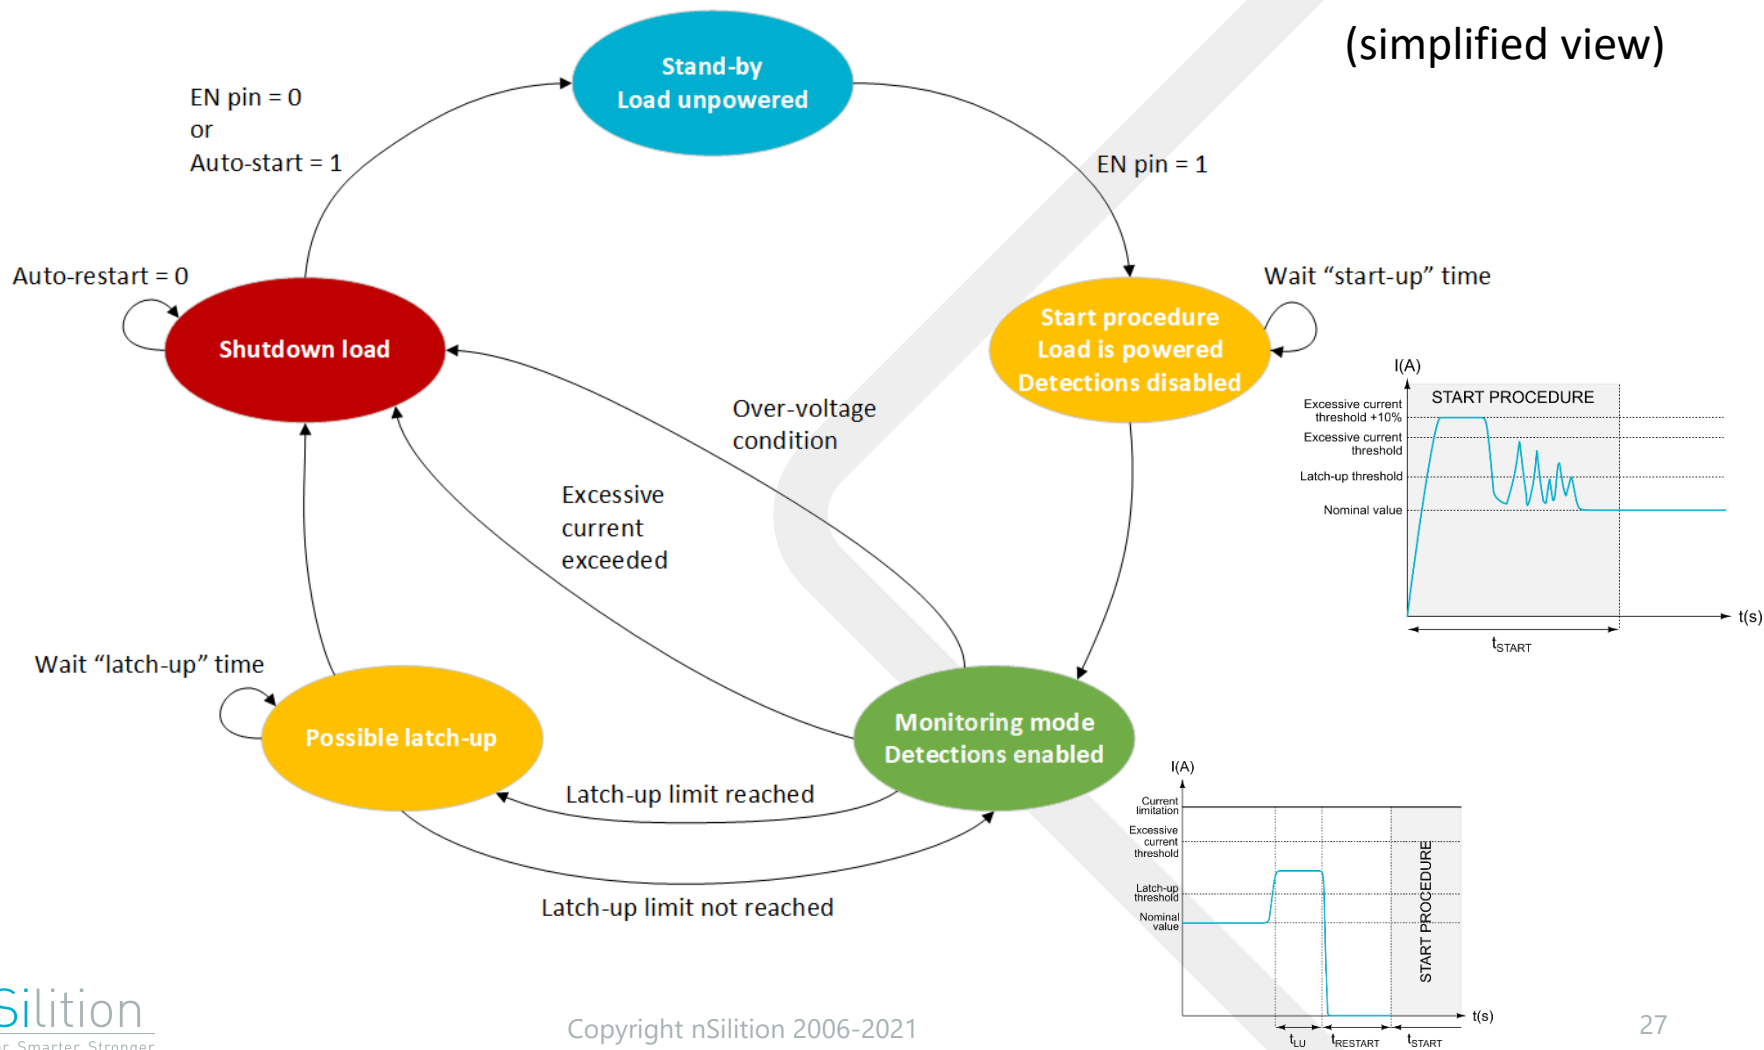 (simplified view)
Stand-by
Load unpowered
EN pin = 0
or
Auto-start = 1
EN pin = 1
Auto-restart = 0
Shutdown load
Wait “start-up” time
Start procedure
Load is powered
Detections disabled
Over-voltage
condition
Excessive
current
exceeded
I(A)
START PROCEDURE
Excessive current
threshold +10%
Excessive current
threshold
Latch-up threshold
Nominal value
t(s)
tSTART
Wait “latch-up” time
Possible latch-up
Monitoring mode
Detections enabled
Latch-up limit reached
Latch-up limit not reached
I(A)
Current
limitation
Excessive
current
threshold
Latch-up
threshold
Nominal
value
START PROCEDURE
t(s)
tLU
tRESTART
tSTART
Silition
Smarter Stronger
Copyright nSilition 2006-2021
27